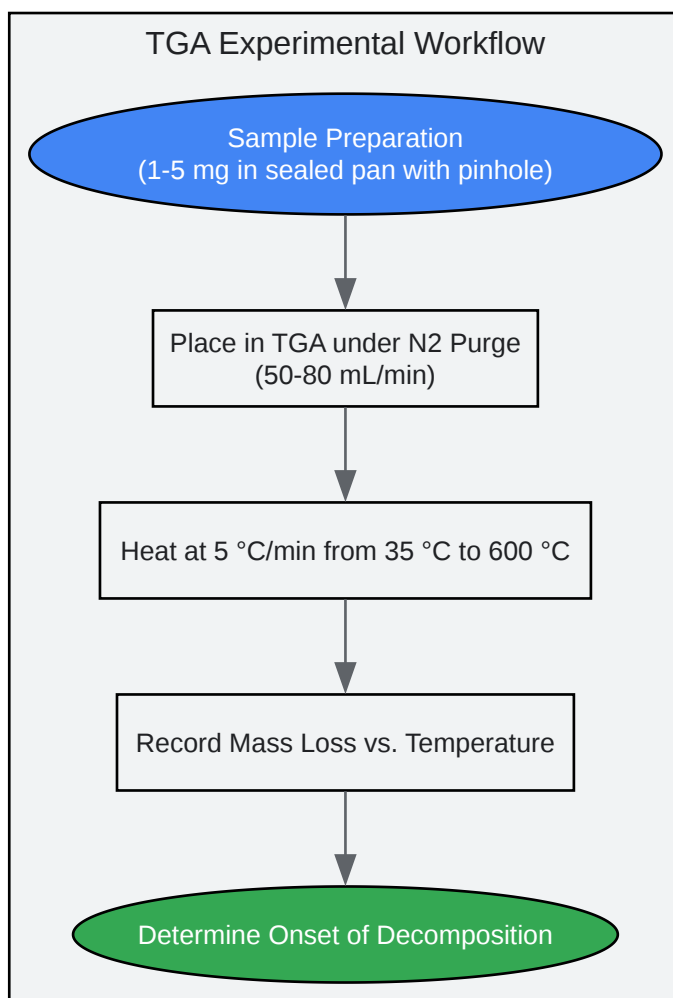 TGA Experimental Workflow
Sample Preparation
(1-5 mg in sealed pan with pinhole)
Place in TGA under N2 Purge
(50-80 mL/min)
Heat at 5 °C/min from 35 °C to 600 °C
Record Mass Loss vs. Temperature
Determine Onset of Decomposition